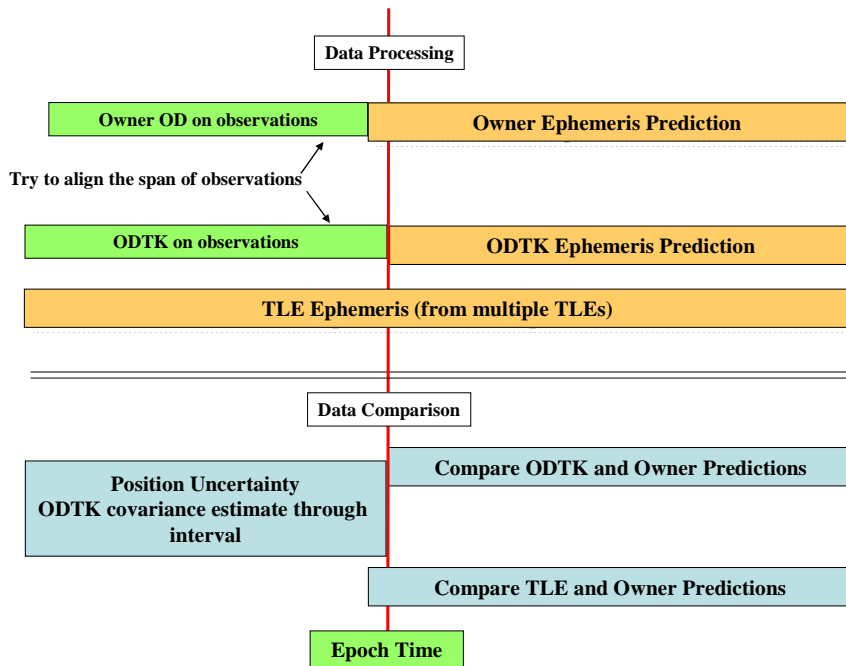 Data Processing
Owner OD on observations
Owner Ephemeris Prediction
Try to align the span of observations
ODTK on observations
ODTK Ephemeris Prediction
TLE Ephemeris (from multiple TLEs)
Data Comparison
Compare ODTK and Owner Predictions
Position Uncertainty
ODTK covariance estimate through
interval
Compare TLE and Owner Predictions
Epoch Time